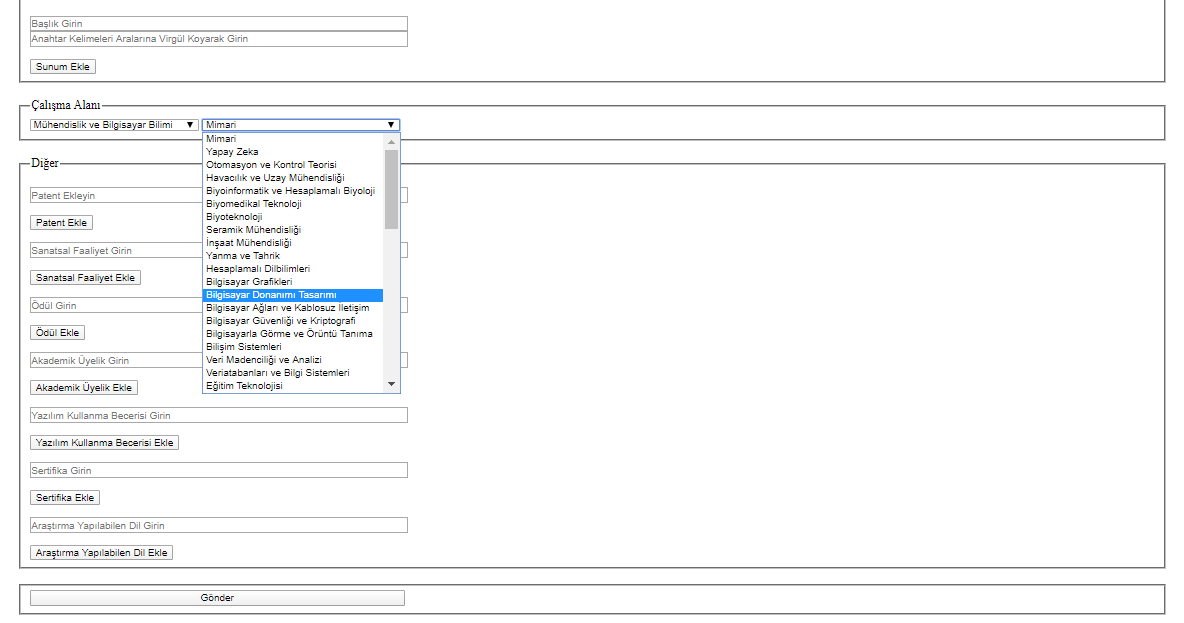 Başlık Girin
Anahtar Kelimeleri Aralarına Virgül Koyarak Girin
Sunum Ekle
Çalışma Alanı
Mühendislik ve Bilgisayar Bilimi
Mimari
Mimari
Yapay Zeka
Otomasyon ve Kontrol Teorisi
Havacılık ve Uzay Mühendisliği
Biyoinformatik ve Hesaplamalı Biyoloji
Biyomedikal Teknoloji
Biyoteknoloji
Seramik Mühendisliği
İnşaat Mühendisliği
Yanma ve Tahrik
Hesaplamalı Dilbilimleri
Bilgisayar Grafikleri
Bilgisayar Donanımı Tasarımı
Bilgisayar Ağları ve Kablosuz İletişim
Bilgisayar Güvenliği ve Kriptografi
Bilgisayarla Görme ve Örüntü Tanıma
Bilişim Sistemleri
Veri Madenciliği ve Analizi
Veriatabanları ve Bilgi Sistemleri
Eğitim Teknolojisi
Diğer
Patent Ekleyin
Patent Ekle
Sanatsal Faaliyet Girin
Sanatsal Faaliyet Ekle
Ödül Girin
Ödül Ekle
Akademik Üyelik Girin
Akademik Üyelik Ekle
Yazılım Kullanma Becerisi Girin
Yazılım Kullanma Becerisi Ekle
Sertifika Girin
Sertifika Ekle
Araştırma Yapılabilen Dil Girin
Araştırma Yapılabilen Dil Ekle
Gönder